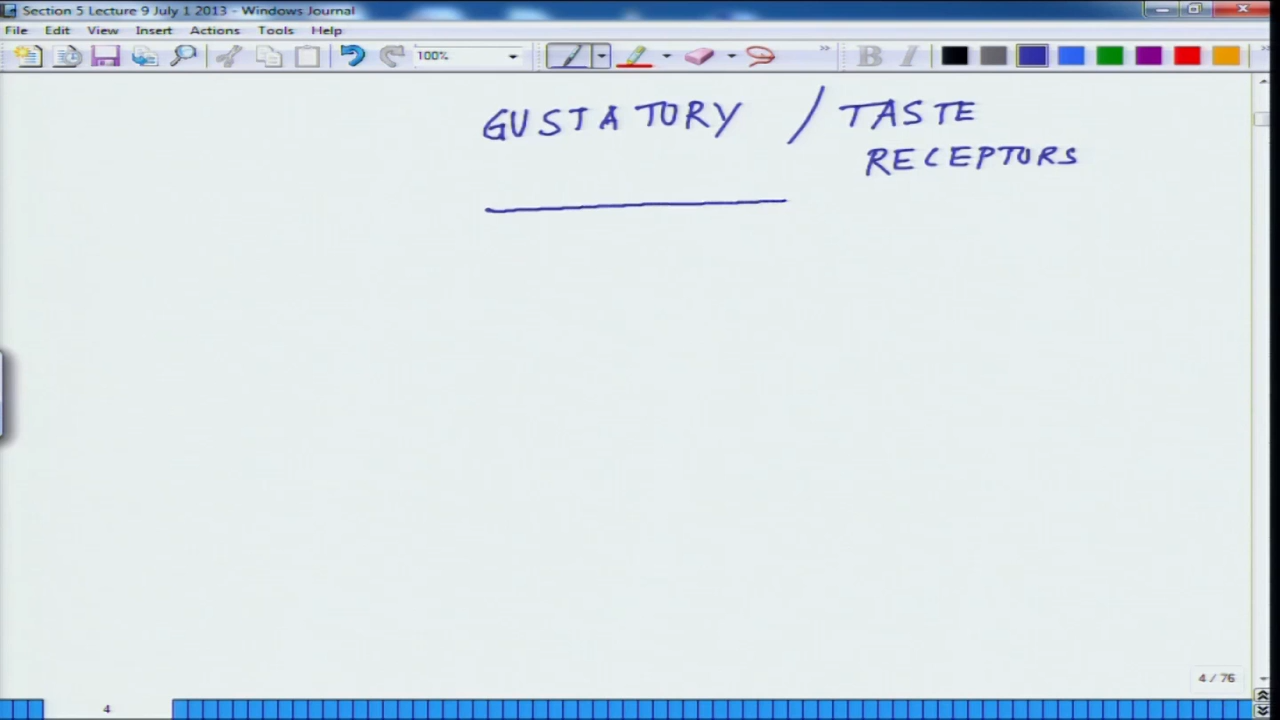 Section 5 Lecture 9 July 1 2013 - Windows Journal
File Edit View Insert Actions Tools Help
100%
B I
GUSTATORY / TASTE
RECEPTORS
4 / 76
4